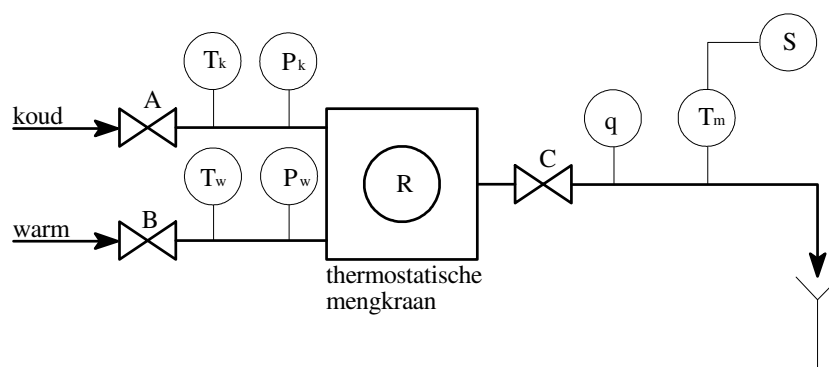 S
Tk
Pk
A
koud
q
Tm
C
Tw
Pw
R
B
warm
thermostatische
mengkraan